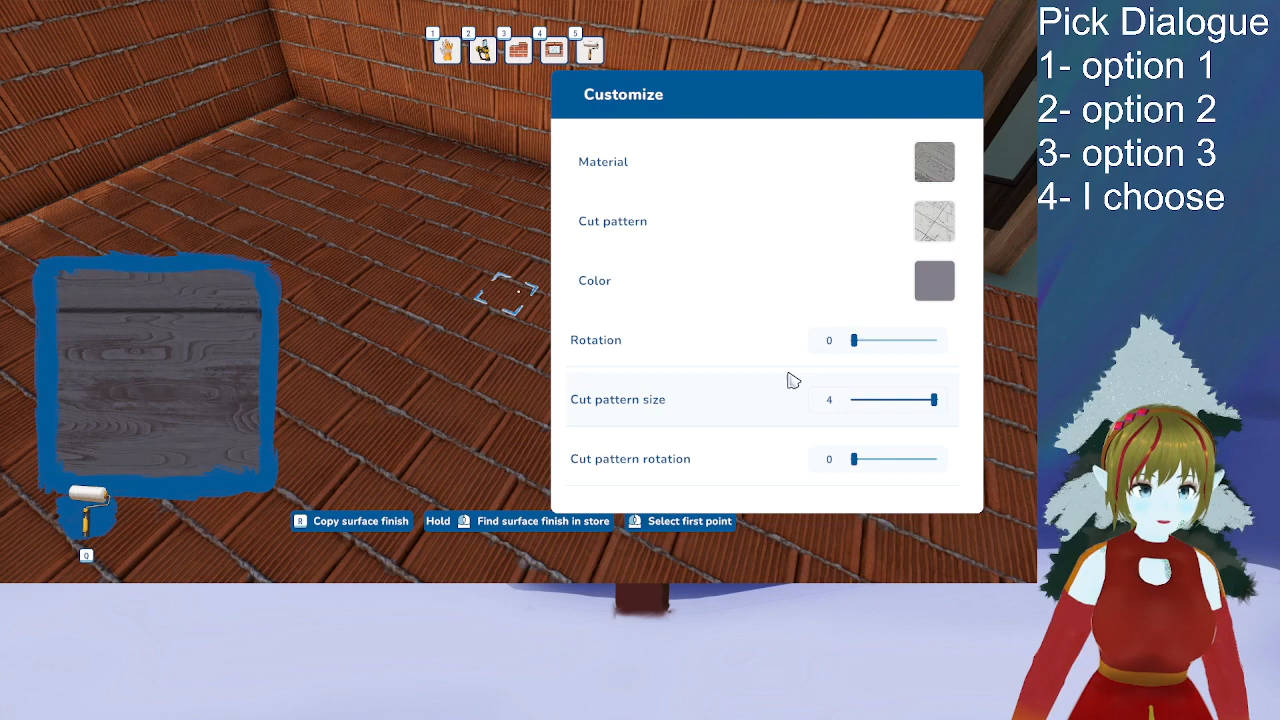 1 2 3 4 5
Customize
Material
Cut pattern
Color
Rotation 0
Cut pattern size 4
Cut pattern rotation 0
R Copy surface finish Hold Find surface finish in store Select first point
Q
Pick Dialogue
1- option 1
2- option 2
3- option 3
4- I choose